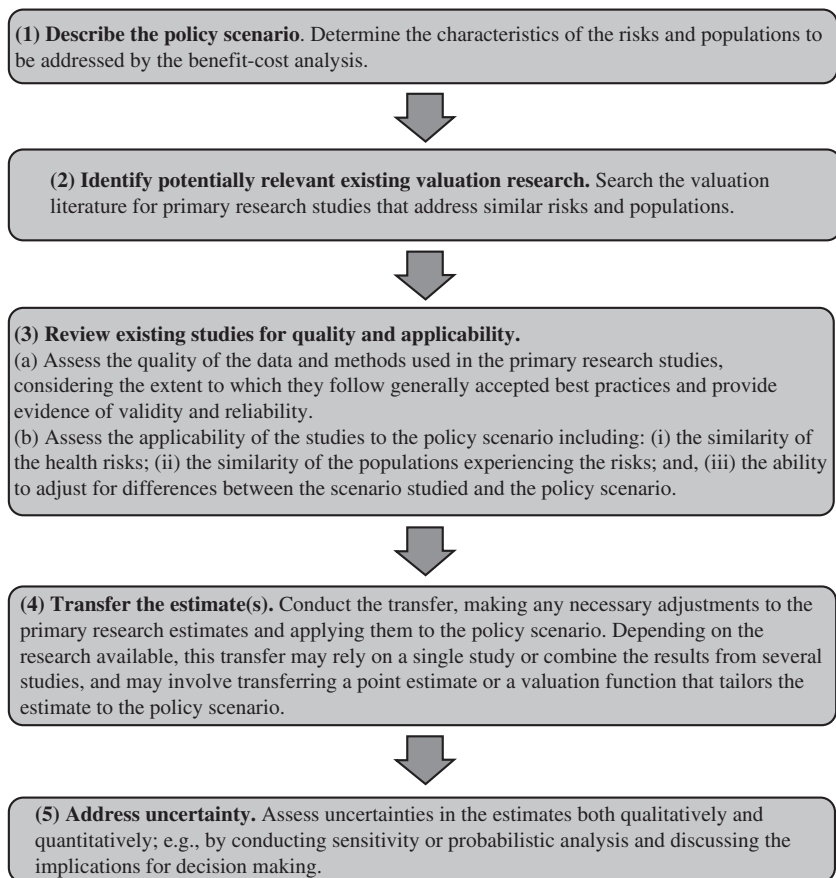 (1) Describe the policy scenario. Determine the characteristics of the risks and populations to
be addressed by the benefit-cost analysis.
(2) Identify potentially relevant existing valuation research. Search the valuation
literature for primary research studies that address similar risks and populations.
(3) Review existing studies for quality and applicability.
(a) Assess the quality of the data and methods used in the primary research studies,
considering the extent to which they follow generally accepted best practices and provide
evidence of validity and reliability.
(b) Assess the applicability of the studies to the policy scenario including: (i) the similarity of
the health risks; (ii) the similarity of the populations experiencing the risks; and, (iii) the ability
to adjust for differences between the scenario studied and the policy scenario.
(4) Transfer the estimate(s). Conduct the transfer, making any necessary adjustments to the
primary research estimates and applying them to the policy scenario. Depending on the
research available, this transfer may rely on a single study or combine the results from several
studies, and may involve transferring a point estimate or a valuation function that tailors the
estimate to the policy scenario.
(5) Address uncertainty. Assess uncertainties in the estimates both qualitatively and
quantitatively; e.g., by conducting sensitivity or probabilistic analysis and discussing the
implications for decision making.